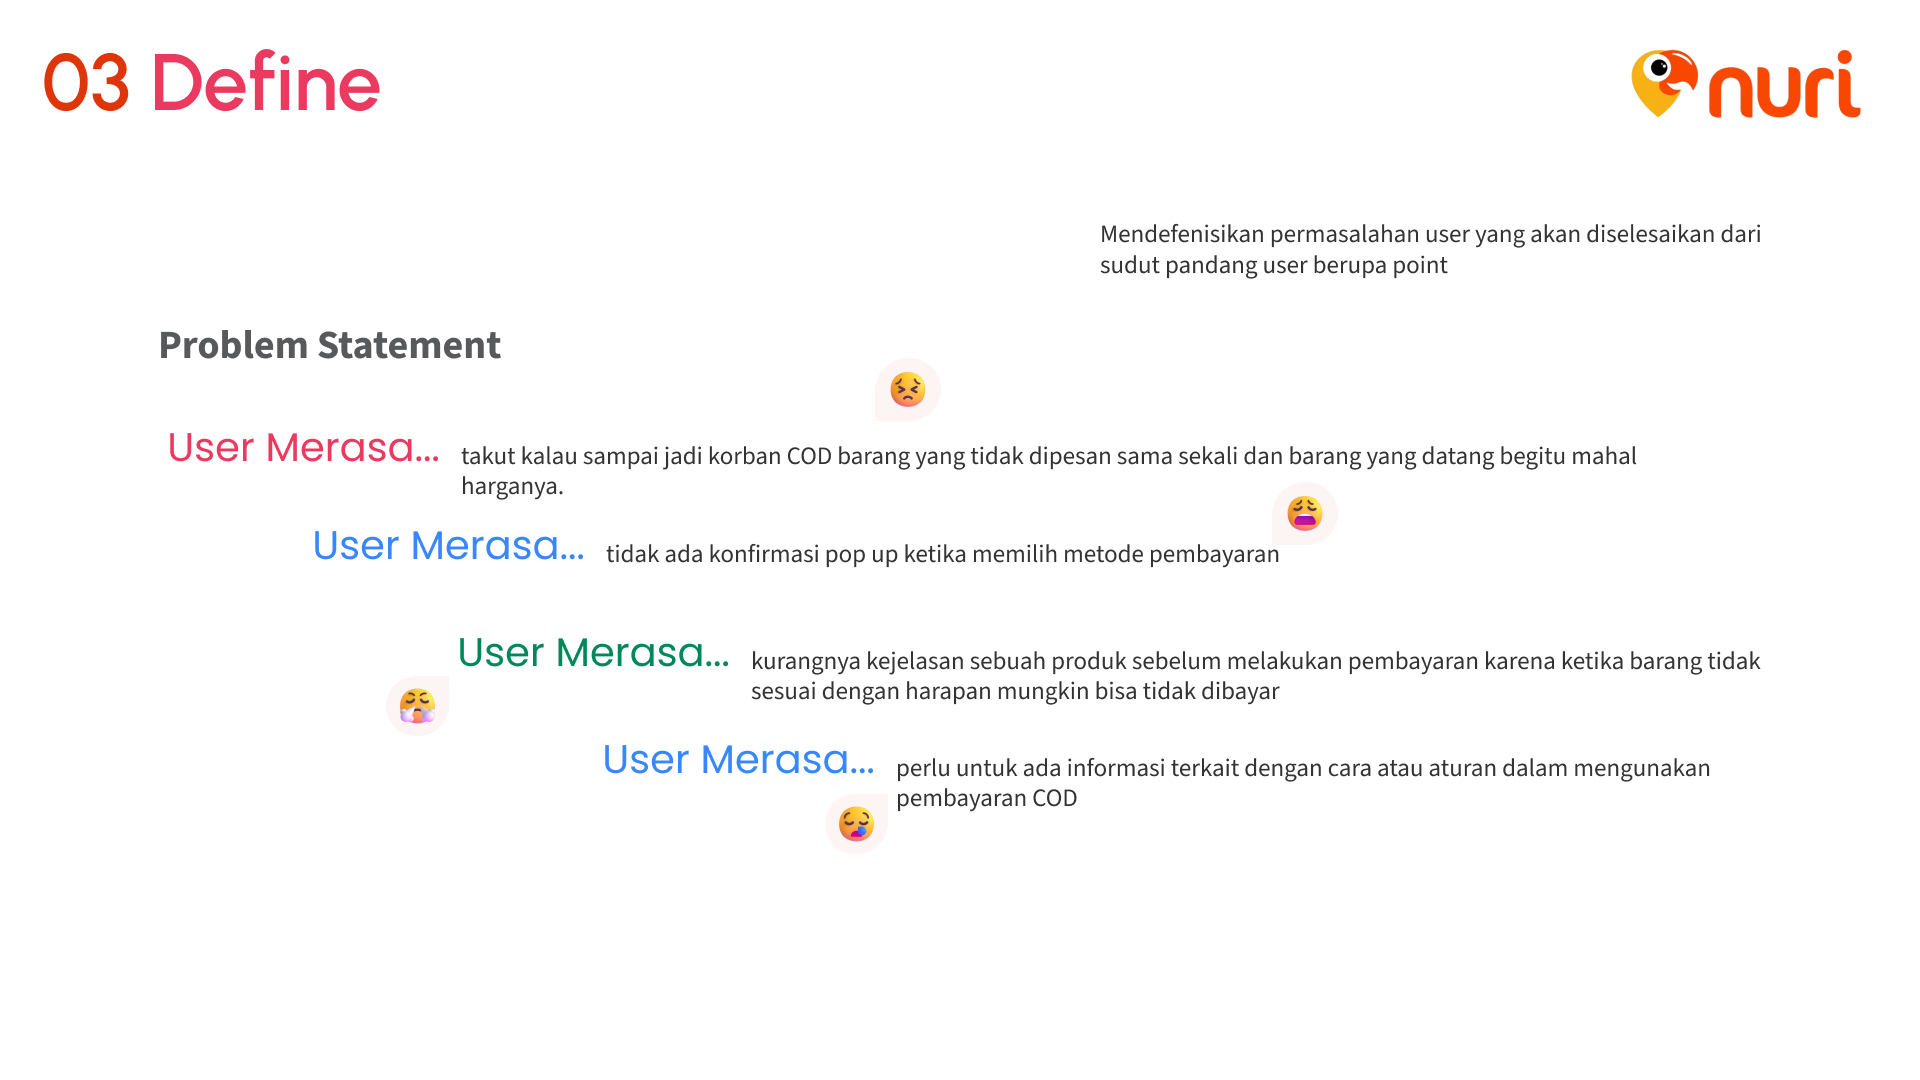 03 Define
nuri
Mendefenisikan permasalahan user yang akan diselesaikan dari
sudut pandang user berupa point
Problem Statement
User Merasa... takut kalau sampai jadi korban COD barang yang tidak dipesan sama sekali dan barang yang datang begitu mahal
harganya.
User Merasa... tidak ada konfirmasi pop up ketika memilih metode pembayaran
User Merasa... kurangnya kejelasan sebuah produk sebelum melakukan pembayaran karena ketika barang tidak
sesuai dengan harapan mungkin bisa tidak dibayar
User Merasa... perlu untuk ada informasi terkait dengan cara atau aturan dalam mengunakan
pembayaran COD